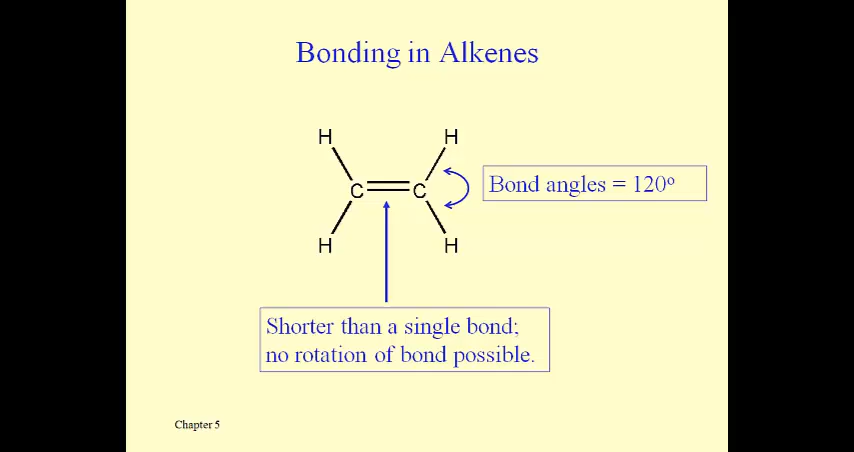 Bonding in Alkenes
H H
C C
Bond angles = 120º
H H
Shorter than a single bond;
no rotation of bond possible.
Chapter 5